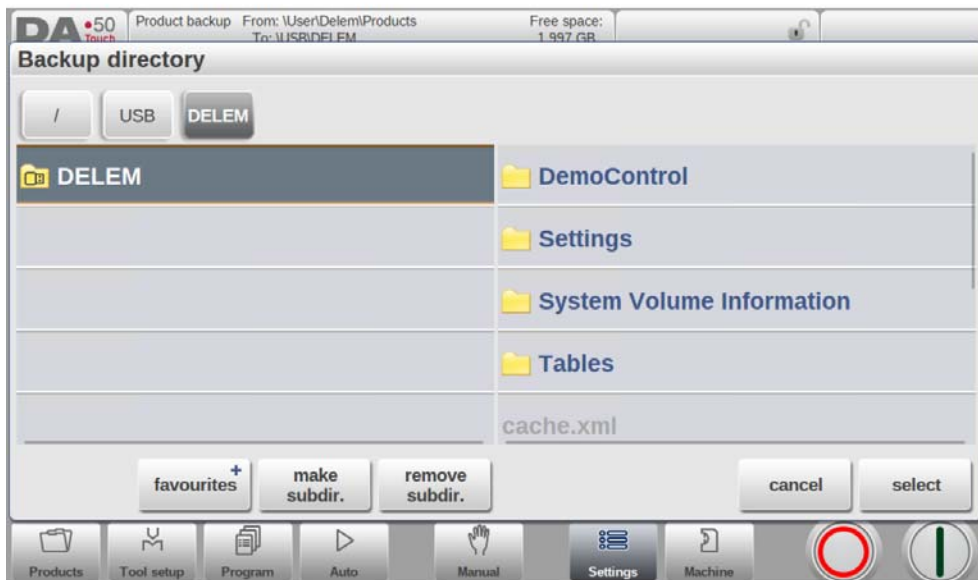 DA•50
Touch
Product backup From: \User\Delem\Products
To: \USB\DELEM
Free space:
1.997 GB
Backup directory
/ USB DELEM
DELEM
DemoControl
Settings
System Volume Information
Tables
cache.xml
favourites+
make
subdir.
remove
subdir.
cancel
select
Products
Tool setup
Program
Auto
Manual
Settings
Machine